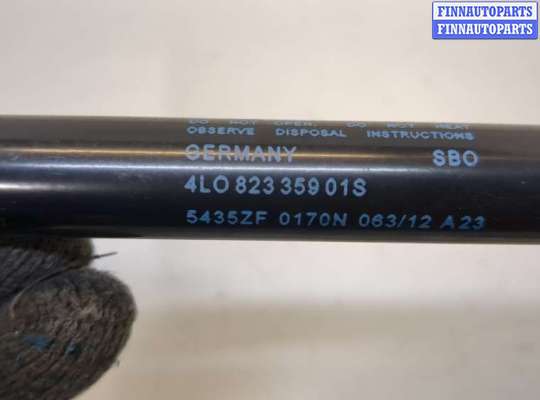 FINNAUTOPARTS
FINNAUTOPARTS
DO NOT OPEN. DO NOT HEAT
OBSERVE DISPOSAL INSTRUCTIONS
GERMANY SBO
4L0 823 359 01S
5435ZF 0170N 063/12 A23